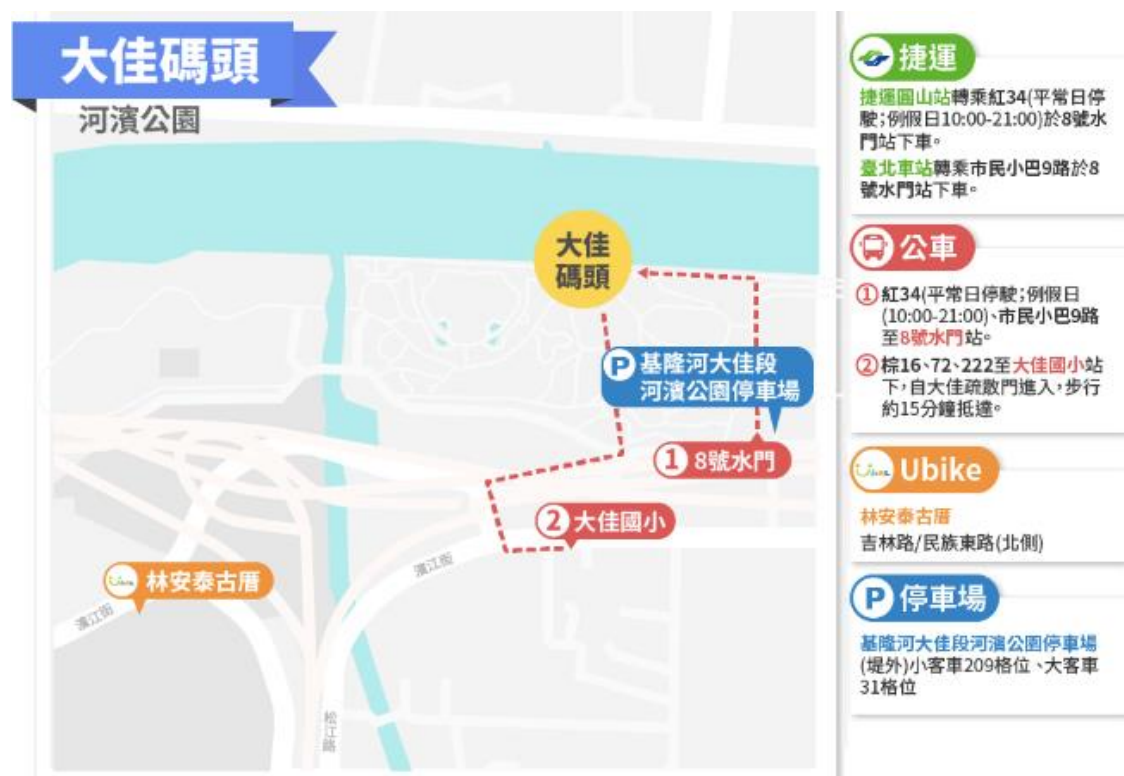 大佳碼頭
河濱公園
大佳
碼頭
P 基隆河大佳段
河濱公園停車場
① 8號水門
② 大佳國小
濱江街
林安泰古厝
濱江街
松江路
捷運
捷運圓山站轉乘紅34(平常日停
駛;例假日10:00-21:00)於8號水
門站下車。
臺北車站轉乘市民小巴9路於8
號水門站下車。
公車
① 紅34(平常日停駛;例假日
(10:00-21:00)、市民小巴9路
至8號水門站。
② 棕16、72、222至大佳國小站
下,自大佳疏散門進入,步行
約15分鐘抵達。
Ubike
林安泰古厝
吉林路/民族東路(北側)
P 停車場
基隆河大佳段河濱公園停車場
(堤外)小客車209格位、大客車
31格位